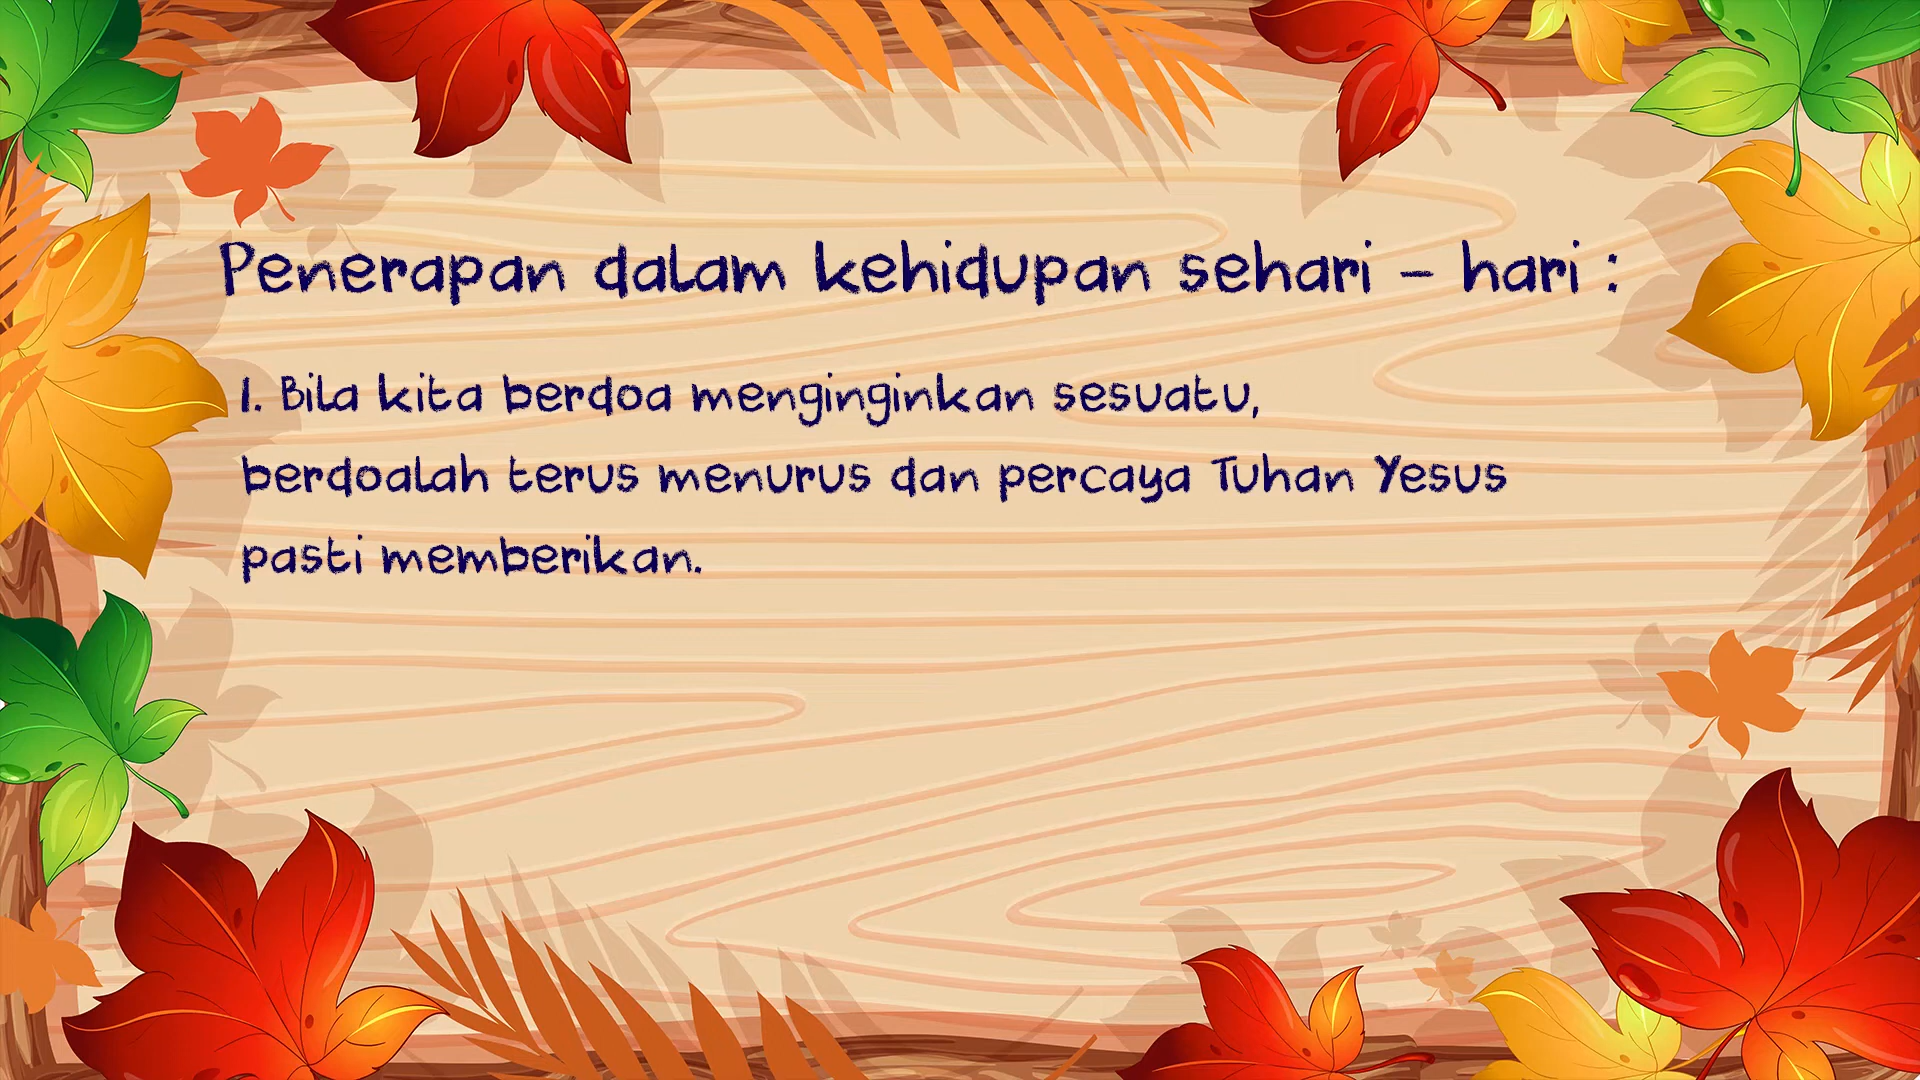 Penerapan dalam kehidupan sehari - hari :
1. Bila kita berdoa menginginkan sesuatu,
berdoalah terus menurus dan percaya Tuhan Yesus
pasti memberikan.